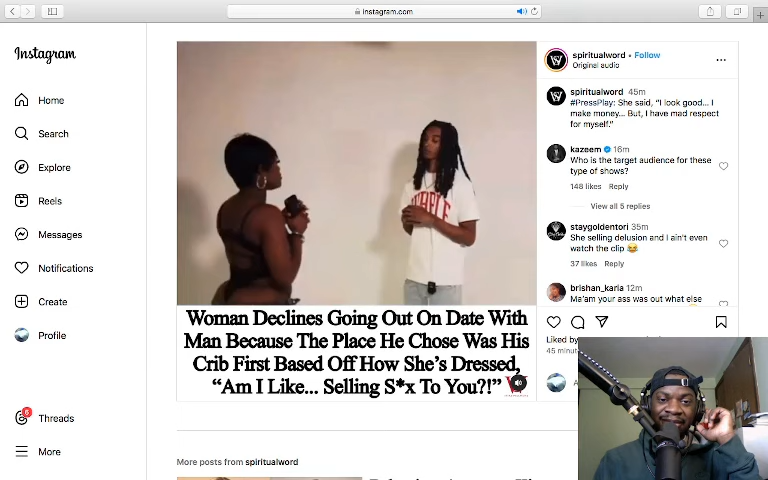 instagram.com
Instagram
Home
Search
Explore
Reels
Messages
Notifications
Create
Profile
6
Threads
More
spiritualword • Follow
Original audio
spiritualword 45m
#PressPlay: She said, “I look good... I
make money... But, I have mad respect
for myself.”
kazeem 16m
Who is the target audience for these
type of shows?
148 likes Reply
View all 5 replies
staygoldentori 35m
She selling delusion and I ain't even
watch the clip
37 likes Reply
brishan_karla 12m
Ma'am your ass was out what else
Liked by
Woman Declines Going Out On Date With
Man Because The Place He Chose Was His
Crib First Based Off How She's Dressed,
“Am I Like... Selling S*x To You?!”
More posts from spiritualword